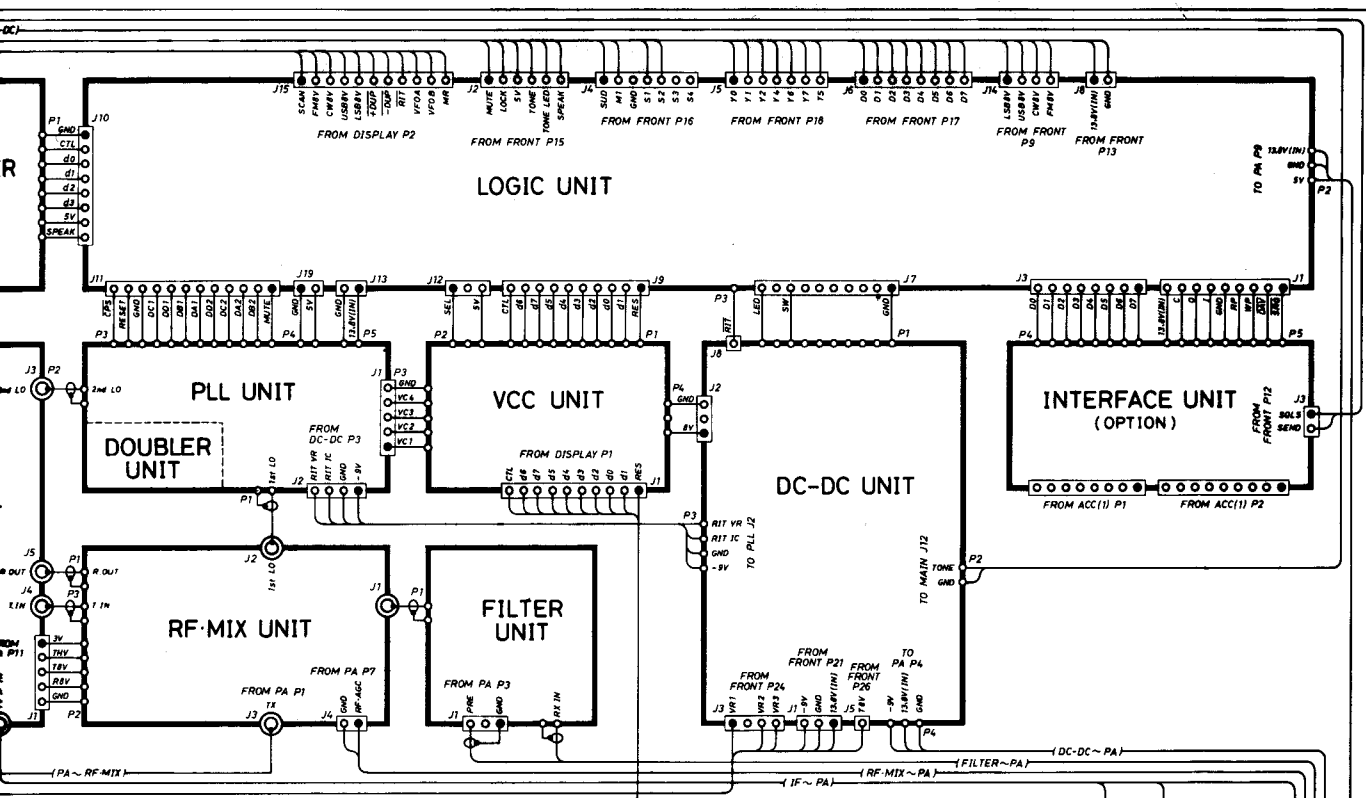 DC)
J15
SCAN
FM8V
CW8V
USB8V
LSB8V
+DUP
-DUP
RIT
VFOA
VFOB
MR
FROM DISPLAY P2
J2
MUTE
LOCK
5V
TONE
TONE LED
SPEAK
FROM FRONT P15
J4
SUD
M1
GND
S1
S2
S3
S4
FROM FRONT P16
J5
Y0
Y1
Y2
Y4
Y6
Y7
TS
FROM FRONT P18
J6
D0
D1
D2
D3
D4
D5
D6
D7
FROM FRONT P17
J14
LSB8V
USB8V
CW8V
FM8V
FROM FRONT
P9
J8
13.8V(IN)
GND
FROM FRONT
P13
P1
J10
GND
CTL
d0
d1
d2
d3
5V
SPEAK
LOGIC UNIT
TO PA P9
13.8V(IN)
GND
5V
P2
J11
RESET
GND
DC1
DD1
DB1
DA1
DD2
DC2
DA2
DB2
MUTE
J19
GND
5V
J13
GND
13.8V(IN)
J12
SEL
5V
CTL
d6
d7
d5
d4
d3
d2
d0
d1
RES
J9
P3
RIT
LED
SW
GND
J7
J3
D0
D1
D2
D3
D4
D5
D6
D7
13.8V(IN)
GND
RP
WP
DAV
J1
P3
P4
P5
P2
P1
J8
P1
P4
P5
PLL UNIT
J3 P2
2nd LO
DOUBLER
UNIT
J1 P3
GND
VC4
VC3
VC2
VC1
FROM
DC-DC P3
J2
RIT VR
RIT IC
GND
-9V
1st LO
P1
VCC UNIT
FROM DISPLAY P1
CTL
d6
d7
d5
d4
d3
d2
d0
d1
RES
J1
P4
GND
8V
J2
DC-DC UNIT
P3
RIT VR
RIT IC
GND
-9V
TO PLL J2
TO MAIN J12
TONE
GND
P2
INTERFACE UNIT
(OPTION)
FROM
FRONT P12
J3
SQLS
SEND
FROM ACC(1) P1
FROM ACC(1) P2
J5
P1
R OUT
J4
P3
T.IN
T IN
P11
3V
THV
T8V
R8V
GND
J1
P2
J2
1st LO
RF·MIX UNIT
J1
P1
FROM PA P1
J3
TX
FROM PA P7
J4
GND
RF-AGC
FILTER
UNIT
FROM PA P3
J1
PRE
GND
RX IN
FROM
FRONT P24
J3
VR1
VR2
VR3
FROM
FRONT P21
J1
-9V
GND
13.8V(IN)
FROM
FRONT
P26
J5
T8V
TO
PA P4
-9V
13.8V(IN)
GND
P4
(DC-DC~PA)
(FILTER~PA)
(PA~RF·MIX)
(RF·MIX~PA)
(IF~PA)